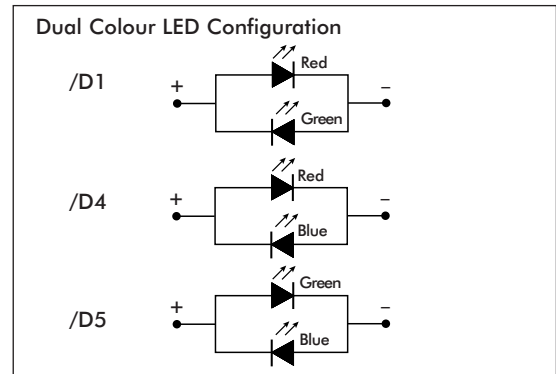 Dual Colour LED Configuration
/D1
+
Red
Green
–
/D4
+
Red
Blue
–
/D5
+
Green
Blue
–